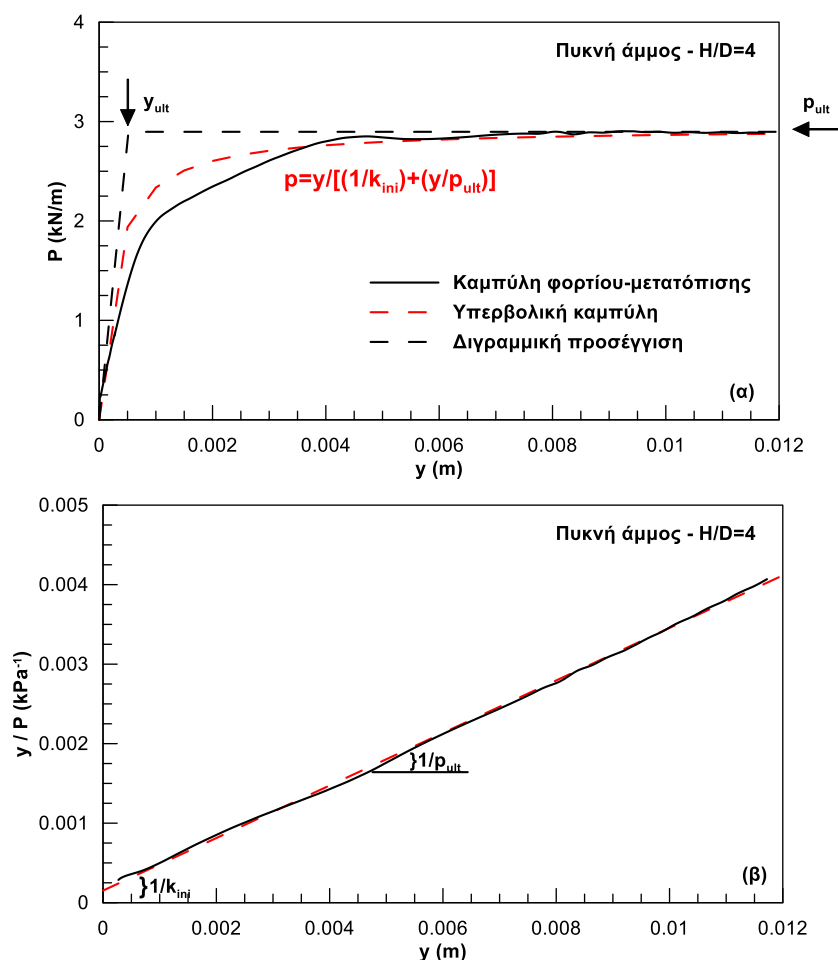 4
Πυκνή άμμος - H/D=4
y_ult
p_ult
3
p=y/[(1/k_ini)+(y/p_ult)]
P (kN/m)
2
Καμπύλη φορτίου-μετατόπισης
Υπερβολική καμπύλη
1
Διγραμμική προσέγγιση
(α)
0
0 0.002 0.004 0.006 0.008 0.01 0.012
y (m)
0.005
Πυκνή άμμος - H/D=4
0.004
0.003
y / P (kPa⁻¹)
0.002
}1/p_ult
0.001
}1/k_ini
(β)
0
0 0.002 0.004 0.006 0.008 0.01 0.012
y (m)